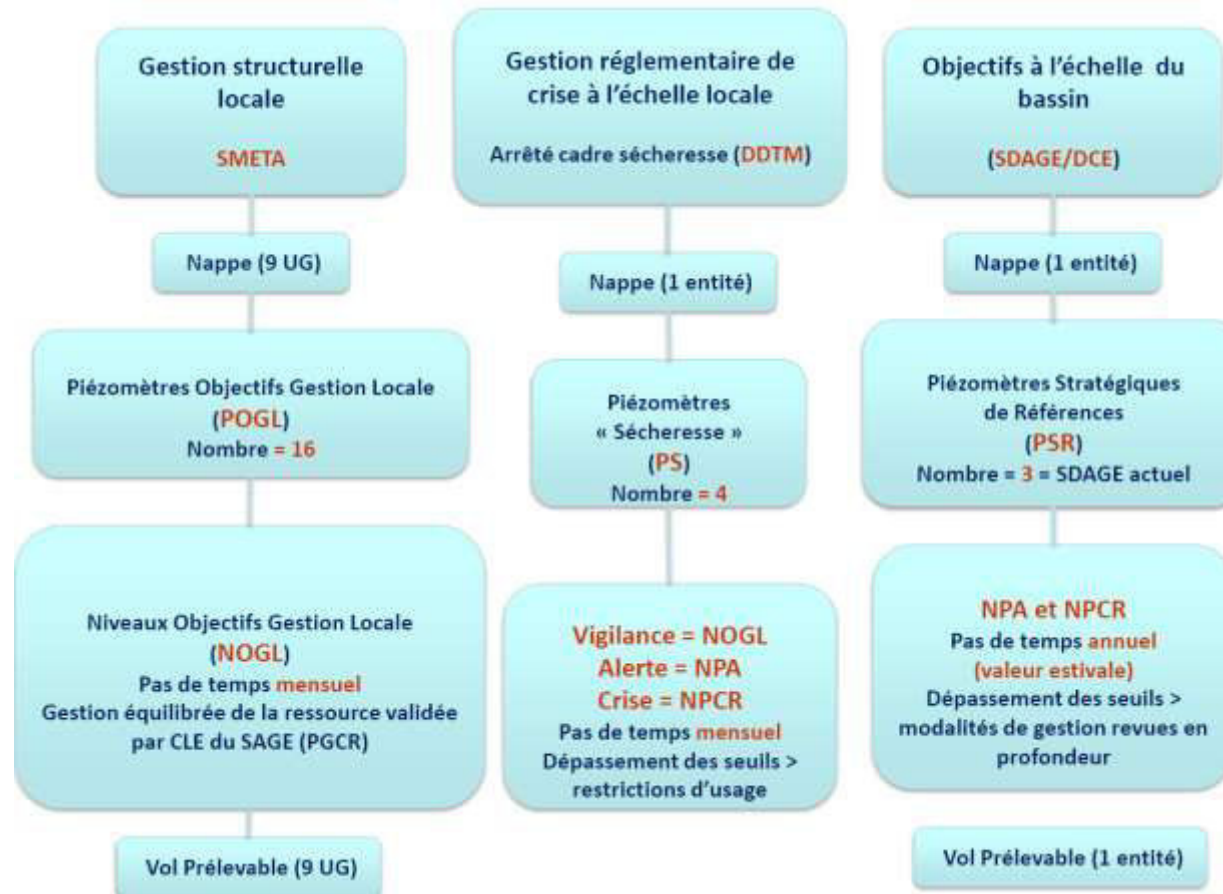 Gestion structurelle
locale
SMETA
Nappe (9 UG)
Piézomètres Objectifs Gestion Locale
(POGL)
Nombre = 16
Niveaux Objectifs Gestion Locale
(NOGL)
Pas de temps mensuel
Gestion équilibrée de la ressource validée
par CLE du SAGE (PGCR)
Vol Prélevable (9 UG)
Gestion réglementaire de
crise à l'échelle locale
Arrêté cadre sécheresse (DDTM)
Nappe (1 entité)
Piézomètres
« Sécheresse »
(PS)
Nombre = 4
Vigilance = NOGL
Alerte = NPA
Crise = NPCR
Pas de temps mensuel
Dépassement des seuils >
restrictions d'usage
Objectifs à l'échelle du
bassin
(SDAGE/DCE)
Nappe (1 entité)
Piézomètres Stratégiques
de Références
(PSR)
Nombre = 3 = SDAGE actuel
NPA et NPCR
Pas de temps annuel
(valeur estivale)
Dépassement des seuils >
modalités de gestion revues en
profondeur
Vol Prélevable (1 entité)